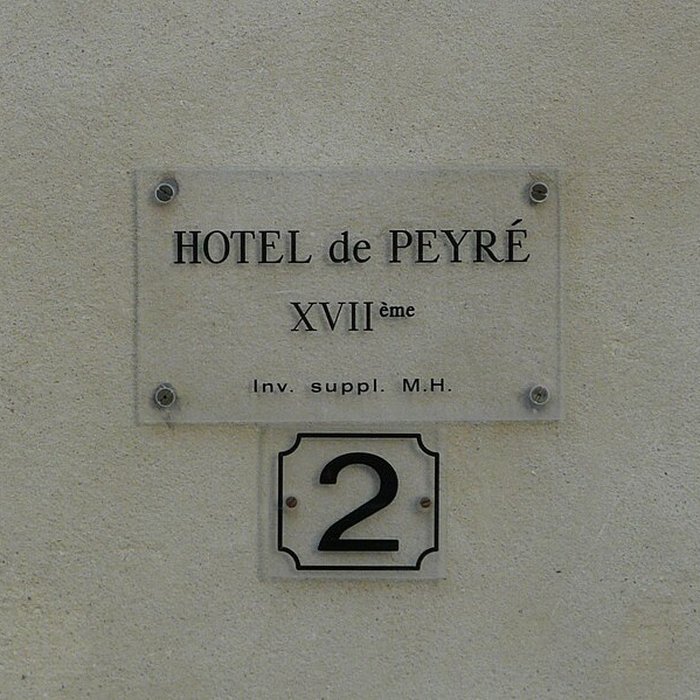 HOTEL de PEYRÉ
XVIIème
Inv. suppl. M.H.
2